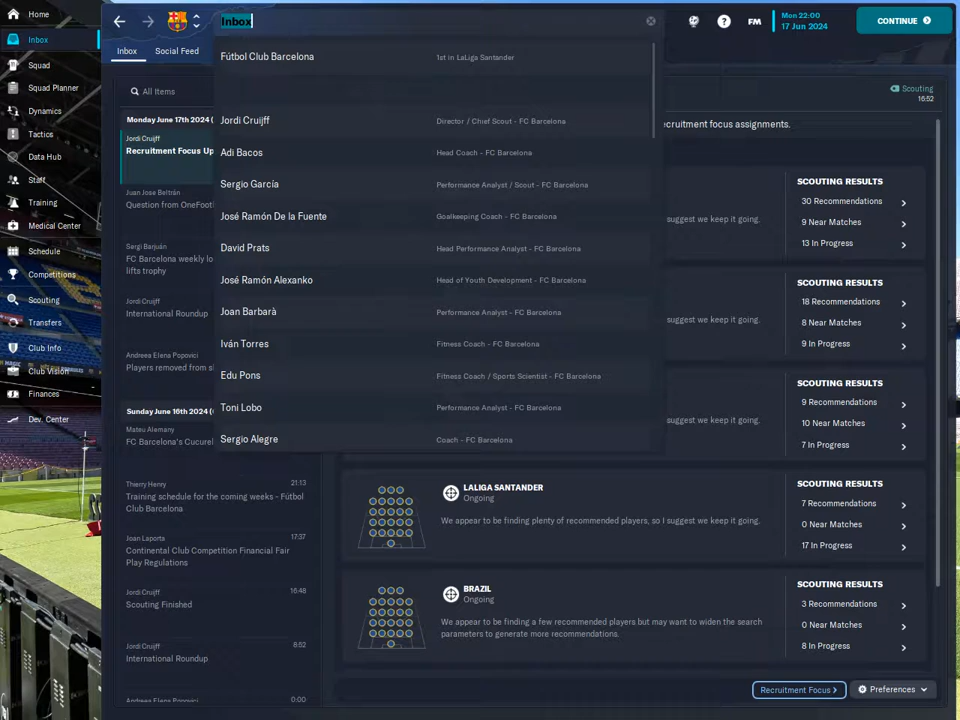 Home
Inbox
Squad
Squad Planner
Dynamics
Tactics
Data Hub
Staff
Training
Medical Center
Schedule
Competitions
Scouting
Transfers
Club Info
Club Vision
Finances
Dev. Center
Inbox
FM
Mon 22:00
17 Jun 2024
CONTINUE
Inbox
Social Feed
Fútbol Club Barcelona
1st in LaLiga Santander
Jordi Cruijff
Director / Chief Scout - FC Barcelona
Adi Bacos
Head Coach - FC Barcelona
Sergio García
Performance Analyst / Scout - FC Barcelona
José Ramón De la Fuente
Goalkeeping Coach - FC Barcelona
David Prats
Head Performance Analyst - FC Barcelona
José Ramón Alexanko
Head of Youth Development - FC Barcelona
Joan Barbarà
Performance Analyst - FC Barcelona
Iván Torres
Fitness Coach - FC Barcelona
Edu Pons
Fitness Coach / Sports Scientist - FC Barcelona
Toni Lobo
Performance Analyst - FC Barcelona
Sergio Alegre
Coach - FC Barcelona
All Items
Monday June 17th 2024 (
Jordi Cruijff
Recruitment Focus Up
Juan Jose Beltrán
Question from OneFoot
Sergi Barjuán
FC Barcelona weekly lo
lifts trophy
Jordi Cruijff
International Roundup
Andreea Elena Popovici
Players removed from s
Sunday June 16th 2024 (
Mateu Alemany
FC Barcelona's Cucurel
Thierry Henry
21:13
Training schedule for the coming weeks - Fútbol
Club Barcelona
Joan Laporta
17:37
Continental Club Competition Financial Fair
Play Regulations
Jordi Cruijff
16:48
Scouting Finished
Jordi Cruijff
6:52
International Roundup
Andreea Elena Popovici
0:00
Scouting
16:52
ecruitment focus assignments.
SCOUTING RESULTS
30 Recommendations
suggest we keep it going.
9 Near Matches
13 In Progress
SCOUTING RESULTS
18 Recommendations
suggest we keep it going.
8 Near Matches
9 In Progress
SCOUTING RESULTS
9 Recommendations
suggest we keep it going.
10 Near Matches
7 In Progress
LALIGA SANTANDER
Ongoing
We appear to be finding plenty of recommended players, so I suggest we keep it going.
SCOUTING RESULTS
7 Recommendations
0 Near Matches
17 In Progress
BRAZIL
Ongoing
We appear to be finding a few recommended players but may want to widen the search
parameters to generate more recommendations.
SCOUTING RESULTS
3 Recommendations
0 Near Matches
8 In Progress
Recruitment Focus
Preferences